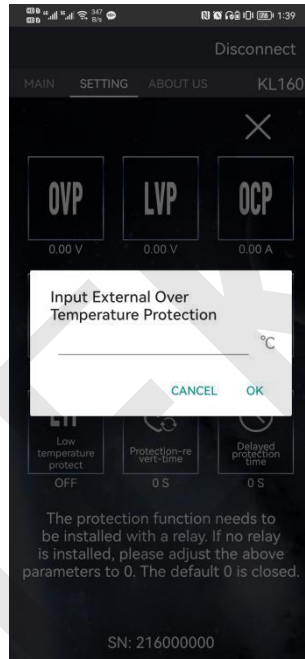 347 B/s
1:39
Disconnect
MAIN SETTING ABOUT US KL160
OVP LVP OCP
0.00 V 0.00 V 0.00 A
Input External Over
Temperature Protection
°C
CANCEL OK
Low
temperature
protect
Protection-re
vert-time
Delayed
protection
time
OFF 0 S 0 S
The protection function needs to
be installed with a relay. If no relay
is installed, please adjust the above
parameters to 0. The default 0 is closed.
SN: 216000000